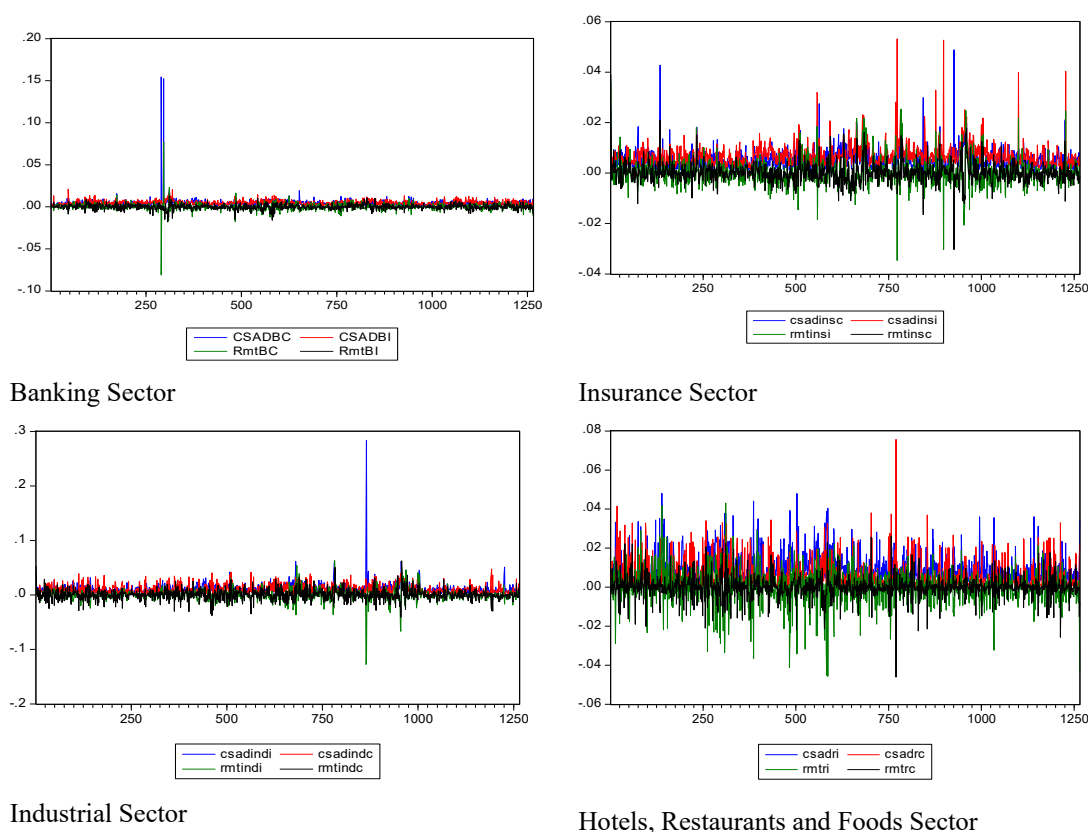 .20
.15
.10
.05
.00
-.05
-.10
250 500 750 1000 1250
CSADBC CSADBI
RmtBC RmtBI
Banking Sector
.06
.04
.02
.00
-.02
-.04
250 500 750 1000 1250
csadinsc csadinsi
rmtinsi rmtinsc
Insurance Sector
.3
.2
.1
.0
-.1
-.2
250 500 750 1000 1250
csadindi csadindc
rmtindi rmtindc
Industrial Sector
.08
.06
.04
.02
.00
-.02
-.04
-.06
250 500 750 1000 1250
csadri csadrc
rmtri rmtrc
Hotels, Restaurants and Foods Sector